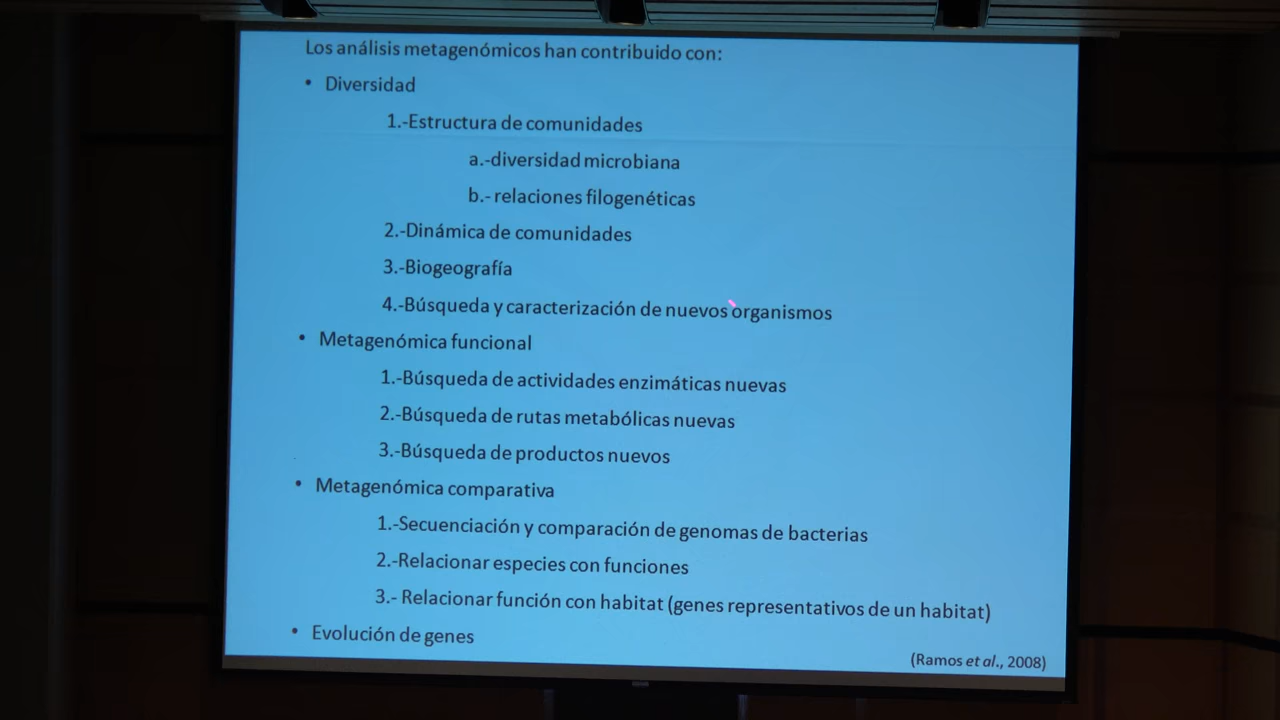 Los análisis metagenómicos han contribuido con:
• Diversidad
1.-Estructura de comunidades
a.-diversidad microbiana
b.- relaciones filogenéticas
2.-Dinámica de comunidades
3.-Biogeografía
4.-Búsqueda y caracterización de nuevos organismos
• Metagenómica funcional
1.-Búsqueda de actividades enzimáticas nuevas
2.-Búsqueda de rutas metabólicas nuevas
3.-Búsqueda de productos nuevos
• Metagenómica comparativa
1.-Secuenciación y comparación de genomas de bacterias
2.-Relacionar especies con funciones
3.- Relacionar función con habitat (genes representativos de un habitat)
• Evolución de genes
(Ramos et al., 2008)